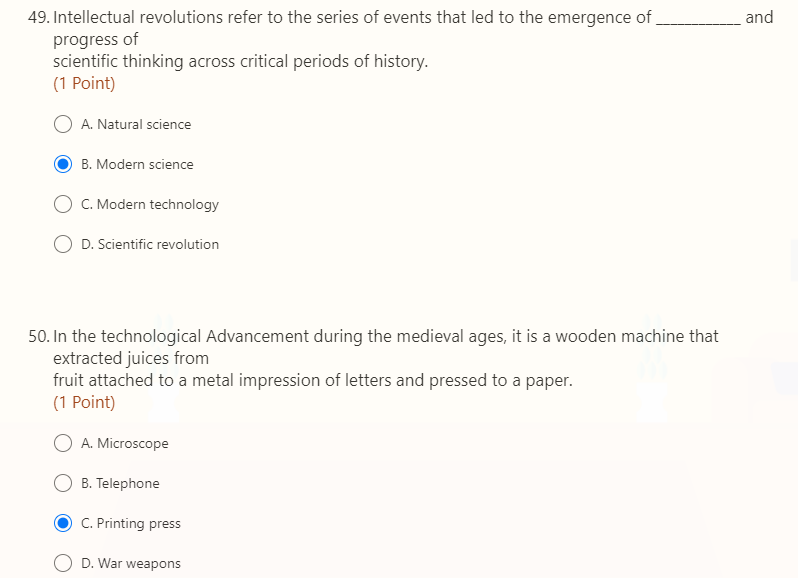 49. Intellectual revolutions refer to the series of events that led to the emergence of ____________ and
progress of
scientific thinking across critical periods of history.
(1 Point)
A. Natural science
B. Modern science
C. Modern technology
D. Scientific revolution
50. In the technological Advancement during the medieval ages, it is a wooden machine that
extracted juices from
fruit attached to a metal impression of letters and pressed to a paper.
(1 Point)
A. Microscope
B. Telephone
C. Printing press
D. War weapons